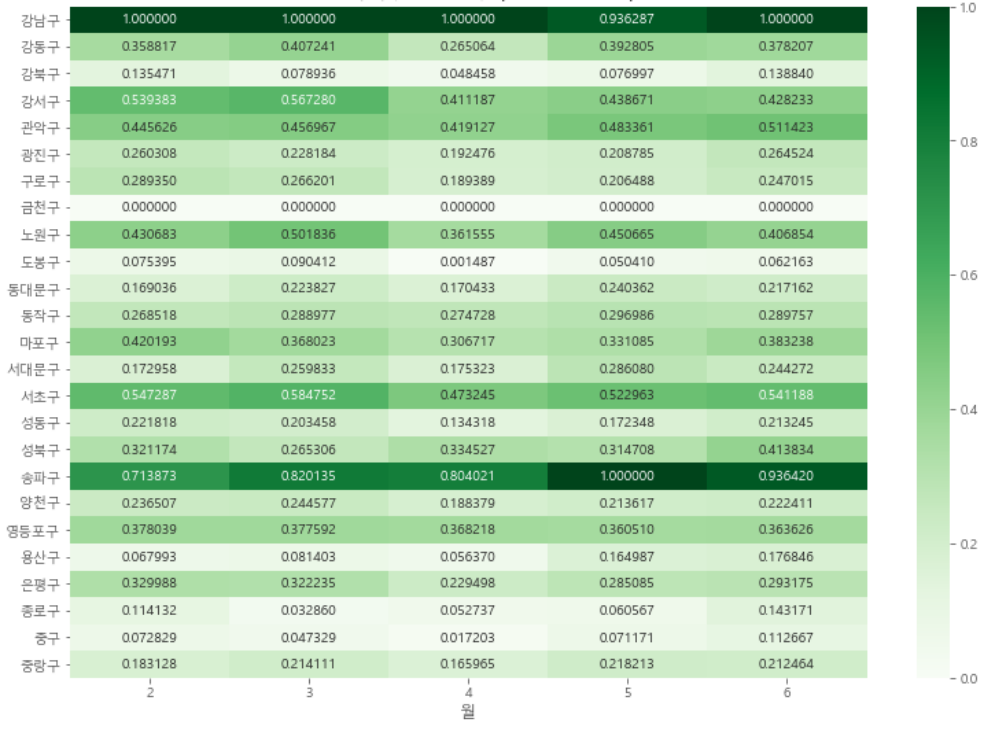 강남구 1.000000 1.000000 1.000000 0.936287 1.000000
강동구 0.358817 0.407241 0.265064 0.392805 0.378207
강북구 0.135471 0.078936 0.048458 0.076997 0.138840
강서구 0.539383 0.567280 0.411187 0.438671 0.428233
관악구 0.445626 0.456967 0.419127 0.483361 0.511423
광진구 0.260308 0.228184 0.192476 0.208785 0.264524
구로구 0.289350 0.266201 0.189389 0.206488 0.247015
금천구 0.000000 0.000000 0.000000 0.000000 0.000000
노원구 0.430683 0.501836 0.361555 0.450665 0.406854
도봉구 0.075395 0.090412 0.001487 0.050410 0.062163
동대문구 0.169036 0.223827 0.170433 0.240362 0.217162
동작구 0.268518 0.288977 0.274728 0.296986 0.289757
마포구 0.420193 0.368023 0.306717 0.331085 0.383238
서대문구 0.172958 0.259833 0.175323 0.286080 0.244272
서초구 0.547287 0.584752 0.473245 0.522963 0.541188
성동구 0.221818 0.203458 0.134318 0.172348 0.213245
성북구 0.321174 0.265306 0.334527 0.314708 0.413834
송파구 0.713873 0.820135 0.804021 1.000000 0.936420
양천구 0.236507 0.244577 0.188379 0.213617 0.222411
영등포구 0.378039 0.377592 0.368218 0.360510 0.363626
용산구 0.067993 0.081403 0.056370 0.164987 0.176846
은평구 0.329988 0.322235 0.229498 0.285085 0.293175
종로구 0.114132 0.032860 0.052737 0.060567 0.143171
중구 0.072829 0.047329 0.017203 0.071171 0.112667
중랑구 0.183128 0.214111 0.165965 0.218213 0.212464
2 3 4 5 6
월
1.0
0.8
0.6
0.4
0.2
0.0